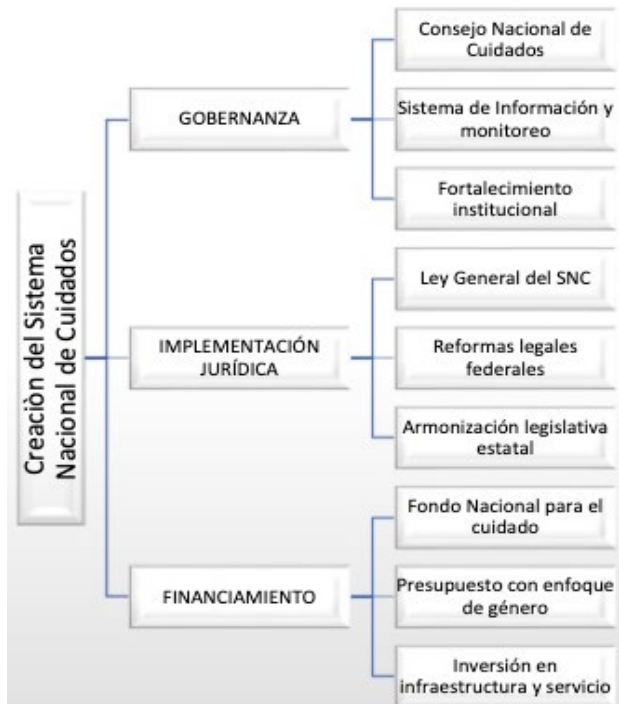 Creaciòn del Sistema
Nacional de Cuidados
GOBERNANZA
Consejo Nacional de
Cuidados
Sistema de Información y
monitoreo
Fortalecimiento
institucional
IMPLEMENTACIÓN
JURÍDICA
Ley General del SNC
Reformas legales
federales
Armonización legislativa
estatal
FINANCIAMIENTO
Fondo Nacional para el
cuidado
Presupuesto con enfoque
de género
Inversión en
infraestructura y servicio